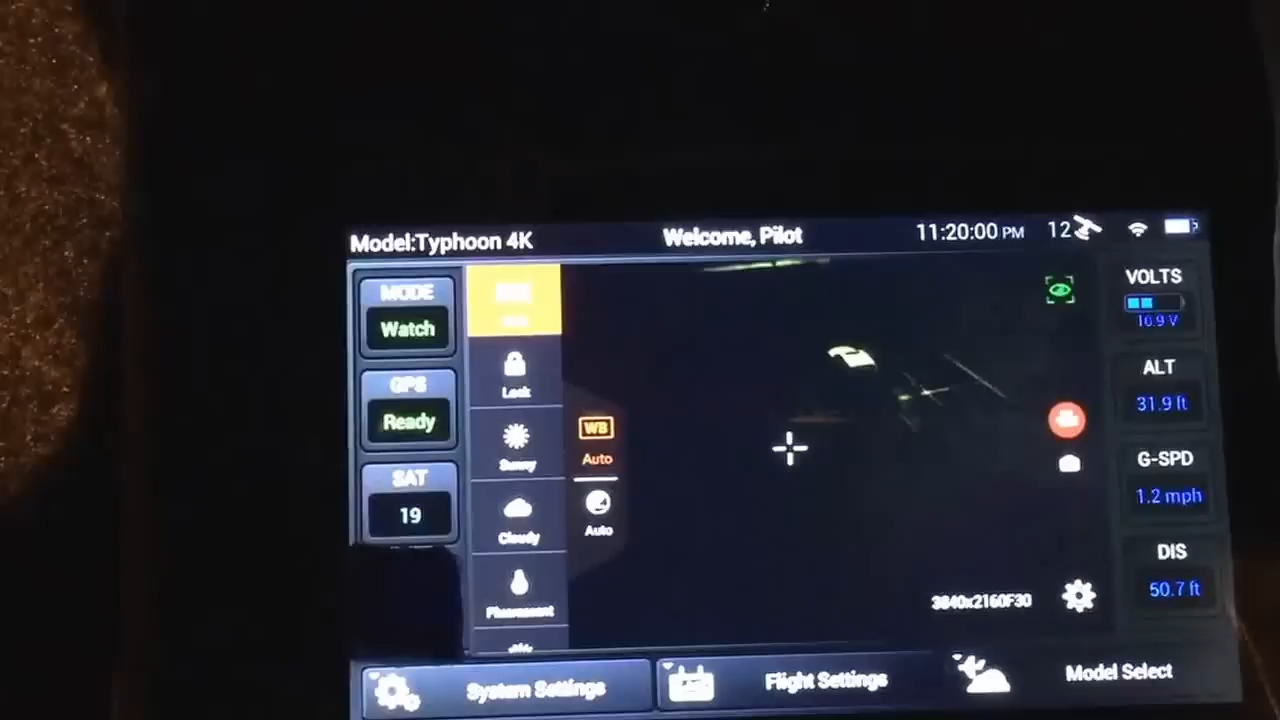 Model:Typhoon 4K
Welcome, Pilot
11:20:00 PM
12
MODE
Watch
GPS
Ready
SAT
19
Lock
Sunny
Cloudy
Fluorescent
WB
Auto
Auto
3840x2160F30
VOLTS
10.9 V
ALT
31.9 ft
G-SPD
1.2 mph
DIS
50.7 ft
System Settings
Flight Settings
Model Select